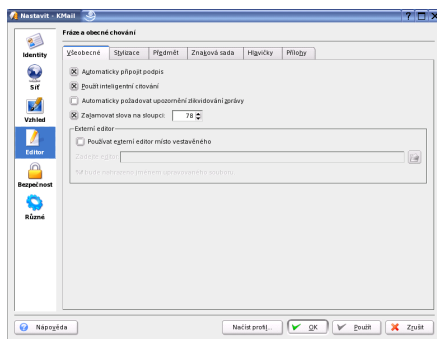 Nastavit - KMail
Fráze a obecné chování
Identity
Síť
Vzhled
Editor
Bezpečnost
Různé
Všeobecné
Stylizace
Předmět
Znaková sada
Hlavičky
Přílohy
Automaticky připojit podpis
Použít inteligentní citování
Automaticky požadovat upozornění zlikvidování zprávy
Zalamovat slova na sloupci: 78
Externí editor
Používat externí editor místo vestavěného
Zadejte editor
Nápověda
Načíst profil...
OK
Použít
Zrušit